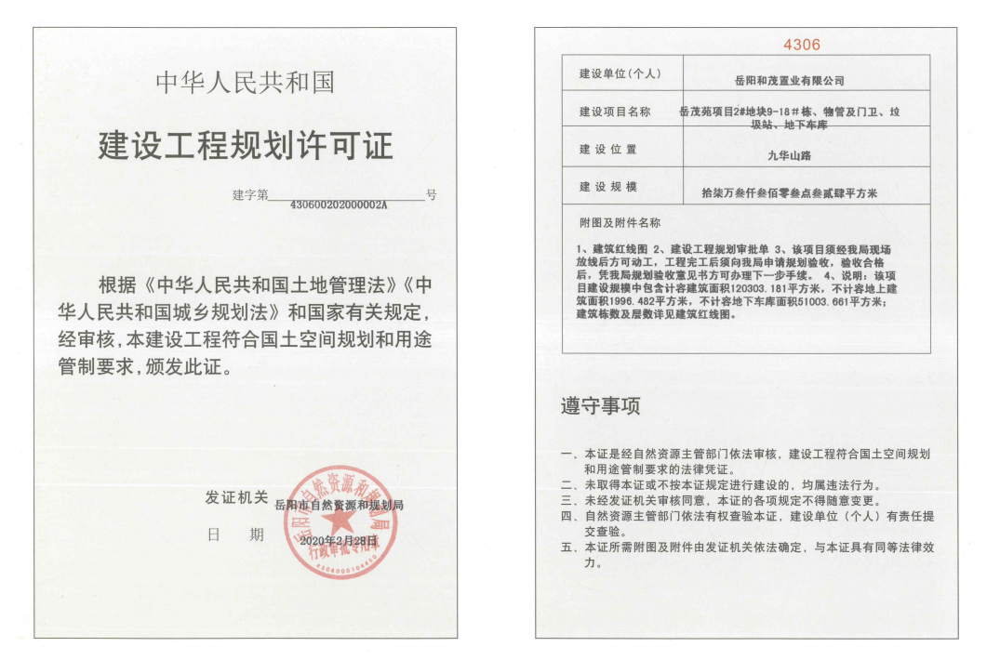 中华人民共和国
建设工程规划许可证
建字第 430600202000002A 号
根据《中华人民共和国土地管理法》《中
华人民共和国城乡规划法》和国家有关规定,
经审核,本建设工程符合国土空间规划和用途
管制要求,颁发此证。
发证机关 岳阳市自然资源和规划局
日 期 2020年2月28日
岳阳市自然资源和规划局
行政审批专用章
4306000104450
4306
建设单位(个人) 岳阳和茂置业有限公司
建设项目名称 岳茂苑项目2#地块9-18#栋、物管及门卫、垃
圾站、地下车库
建设位置 九华山路
建设规模 拾柒万叁仟叁佰零叁点叁贰肆平方米
附图及附件名称
1、建筑红线图 2、建设工程规划审批单 3、该项目须经我局现场
放线后方可动工,工程完工后须向我局申请规划验收,验收合格
后,凭我局规划验收意见书方可办理下一步手续。 4、说明:该项
目建设规模中包含计容建筑面积120303.181平方米,不计容地上建
筑面积1996.482平方米,不计容地下车库面积51003.661平方米;
建筑栋数及层数详见建筑红线图。
遵守事项
一、本证是经自然资源主管部门依法审核,建设工程符合国土空间规划
和用途管制要求的法律凭证。
二、未取得本证或不按本证规定进行建设的,均属违法行为。
三、未经发证机关审核同意,本证的各项规定不得随意变更。
四、自然资源主管部门依法有权查验本证,建设单位(个人)有责任提
交查验。
五、本证所需附图及附件由发证机关依法确定,与本证具有同等法律效
力。